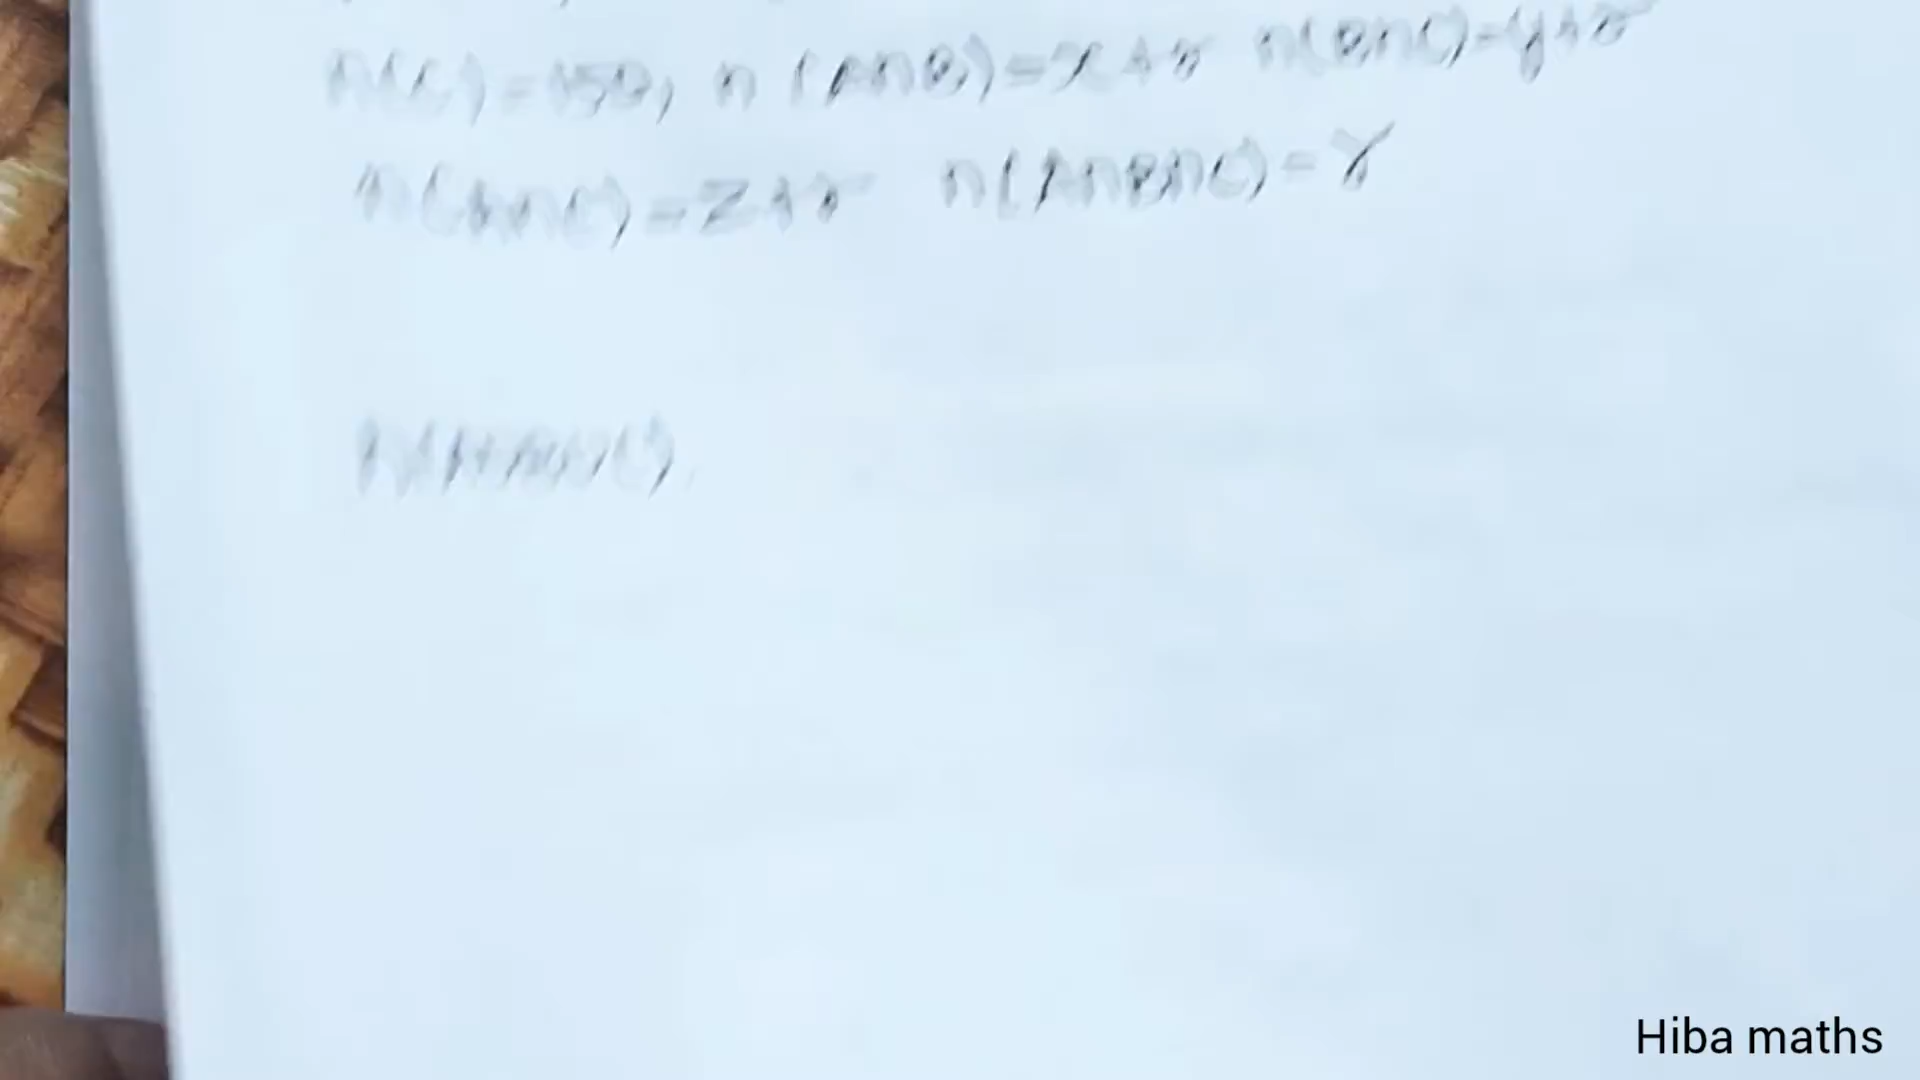 n(C) = 150, n (A∩B) = x+r n(B∩C) = y+r
n(A∩C) = z+r n(A∩B∩C) = r
Hiba maths